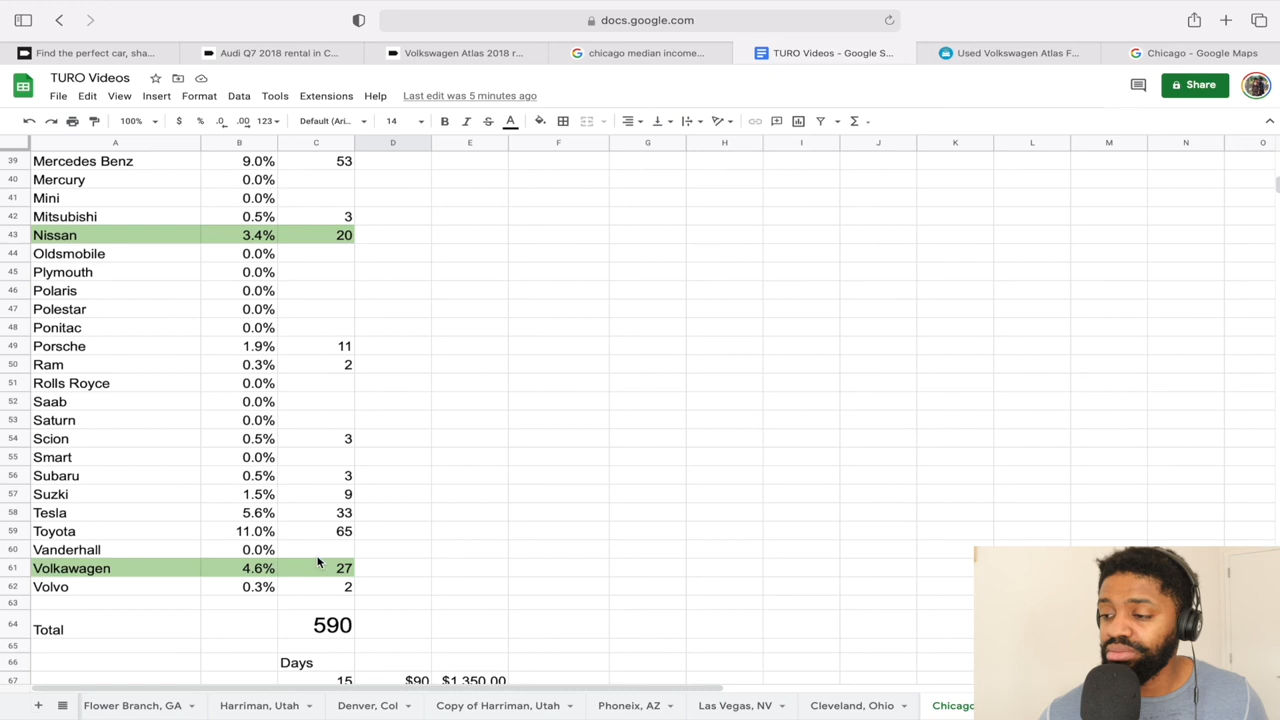 docs.google.com
Find the perfect car, sha...
Audi Q7 2018 rental in C...
Volkswagen Atlas 2018 r...
chicago median income...
TURO Videos - Google S...
Used Volkswagen Atlas F...
Chicago - Google Maps
TURO Videos
File Edit View Insert Format Data Tools Extensions Help Last edit was 5 minutes ago
Share
100% $ % .0 .00 123 Default (Ari... 14 B I S A
A B C D E F G H I J K L M N O
39 Mercedes Benz 9.0% 53
40 Mercury 0.0%
41 Mini 0.0%
42 Mitsubishi 0.5% 3
43 Nissan 3.4% 20
44 Oldsmobile 0.0%
45 Plymouth 0.0%
46 Polaris 0.0%
47 Polestar 0.0%
48 Ponitac 0.0%
49 Porsche 1.9% 11
50 Ram 0.3% 2
51 Rolls Royce 0.0%
52 Saab 0.0%
53 Saturn 0.0%
54 Scion 0.5% 3
55 Smart 0.0%
56 Subaru 0.5% 3
57 Suzki 1.5% 9
58 Tesla 5.6% 33
59 Toyota 11.0% 65
60 Vanderhall 0.0%
61 Volkawagen 4.6% 27
62 Volvo 0.3% 2
63
64 Total 590
65
66 Days
67 15 $90 $1,350.00
Flower Branch, GA Harriman, Utah Denver, Col Copy of Harriman, Utah Phoneix, AZ Las Vegas, NV Cleveland, Ohio Chicago